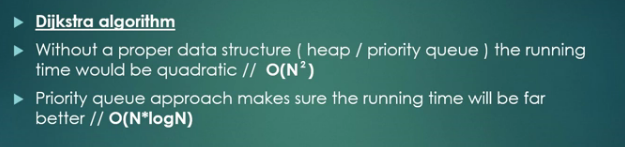 Dijkstra algorithm
Without a proper data structure ( heap / priority queue ) the running
time would be quadratic // O(N²)
Priority queue approach makes sure the running time will be far
better // O(N*logN)